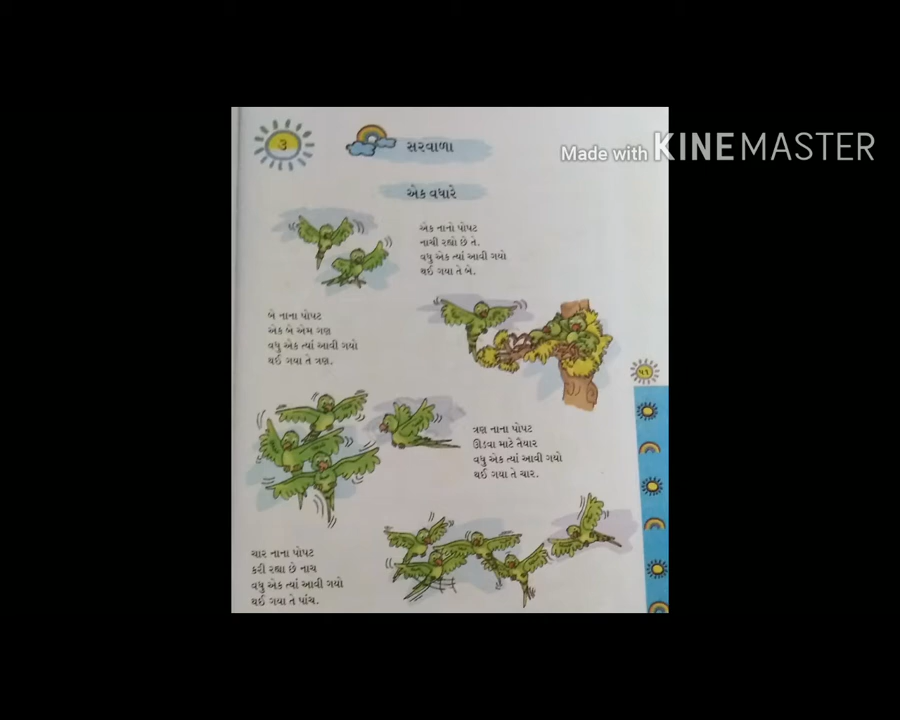 ૩
સરવાળા
Made with KINEMASTER
એક વધારે
એક નાનો પોપટ
નાચી રહ્યો છે તે.
વધુ એક ત્યાં આવી ગયો
થઈ ગયા તે બે.
બે નાના પોપટ
એક બે એમ ગણ
વધુ એક ત્યાં આવી ગયો
થઈ ગયા તે ત્રણ.
૫૧
ત્રણ નાના પોપટ
ઊડવા માટે તૈયાર
વધુ એક ત્યાં આવી ગયો
થઈ ગયા તે ચાર.
ચાર નાના પોપટ
કરી રહ્યા છે નાચ
વધુ એક ત્યાં આવી ગયો
થઈ ગયા તે પાંચ.